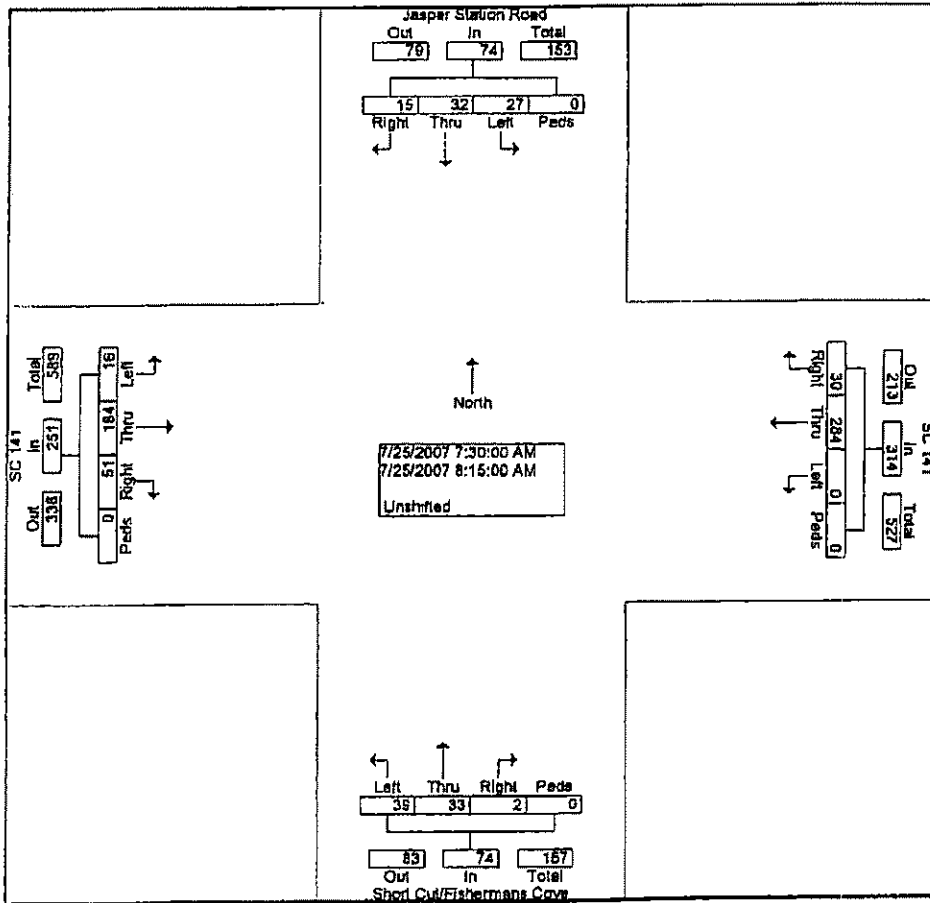 Jasper Station Road
Out In Total
79 74 153
15 32 27 0
Right Thru Left Peds
SC 141
Total In Out
589 251 338
16 184 51 0
Left Thru Right Peds
North
7/25/2007 7:30:00 AM
7/25/2007 8:15:00 AM
Unshifted
Right Thru Left Peds
30 284 0 0
Out In Total
213 314 527
SC 141
Left Thru Right Peds
39 33 2 0
83 74 157
Out In Total
Short Cut/Fishermans Cove